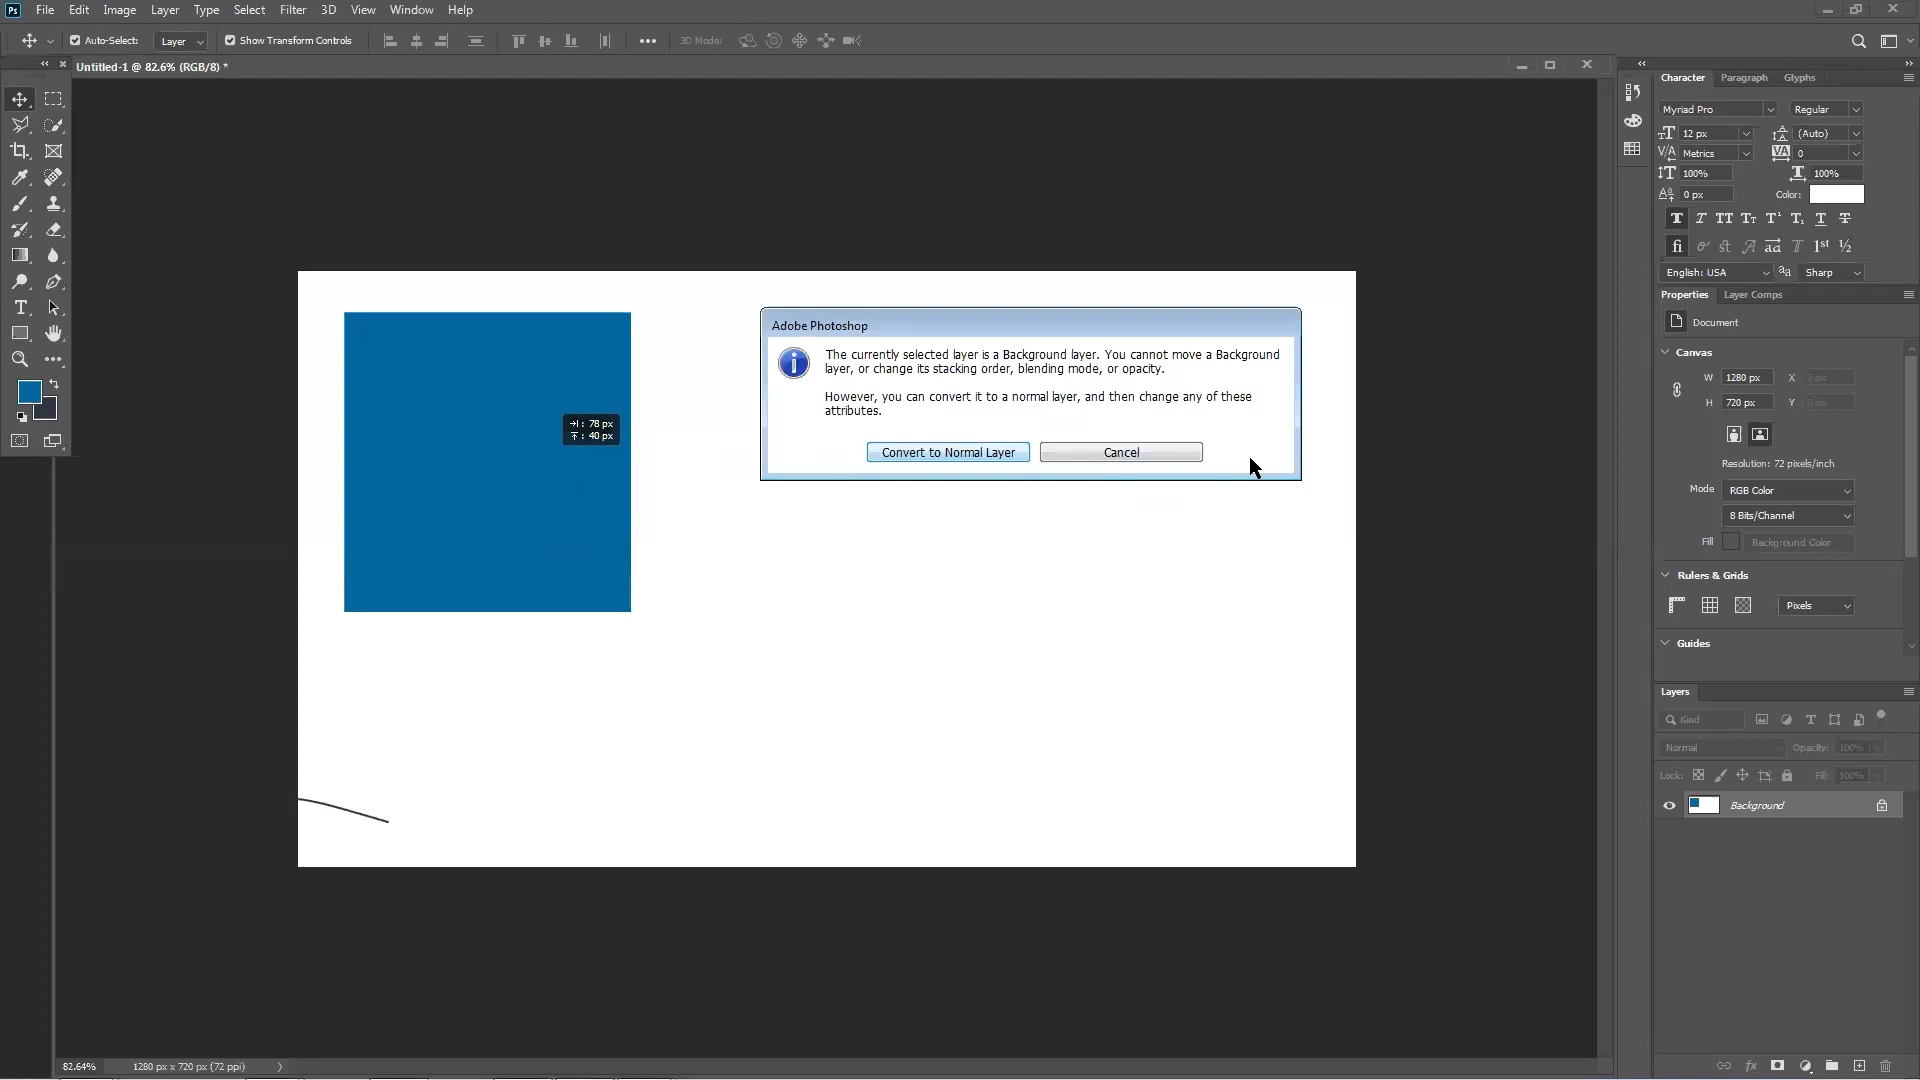 Ps File Edit Image Layer Type Select Filter 3D View Window Help
Auto-Select: Layer Show Transform Controls 3D Mode:
Untitled-1 @ 82.6% (RGB/8) *
Character Paragraph Glyphs
Myriad Pro Regular
12 px (Auto)
Metrics 0
100% 100%
0 px Color:
English: USA aa Sharp
Properties Layer Comps
Document
Canvas
W 1280 px X 0 px
H 720 px Y 0 px
Resolution: 72 pixels/inch
Mode RGB Color
8 Bits/Channel
Fill Background Color
Rulers & Grids
Pixels
Guides
Adobe Photoshop
The currently selected layer is a Background layer. You cannot move a Background
layer, or change its stacking order, blending mode, or opacity.
However, you can convert it to a normal layer, and then change any of these
attributes.
Convert to Normal Layer Cancel
: 78 px
: 40 px
Layers
Kind
Normal Opacity: 100%
Lock: Fill: 100%
Background
82.64% 1280 px x 720 px (72 ppi)